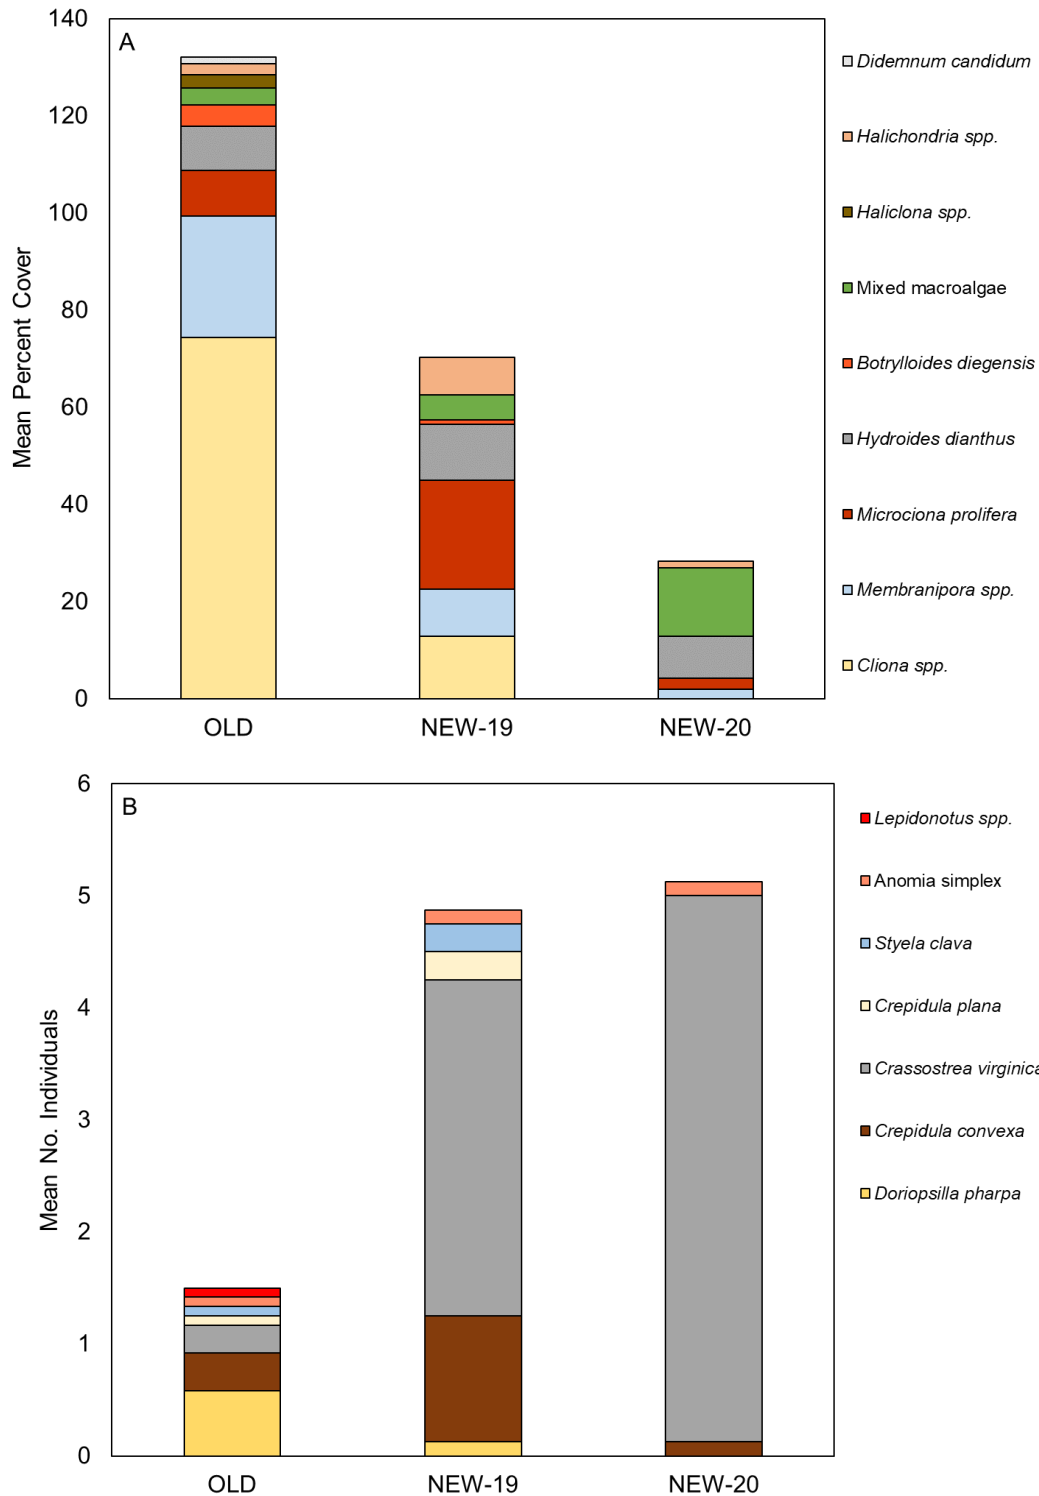 140
A
120
100
80
60
40
20
0
Mean Percent Cover
OLD
NEW-19
NEW-20
Didemnum candidum
Halichondria spp.
Haliclona spp.
Mixed macroalgae
Botrylloides diegensis
Hydroides dianthus
Microciona prolifera
Membranipora spp.
Cliona spp.
6
B
5
4
3
2
1
0
Mean No. Individuals
OLD
NEW-19
NEW-20
Lepidonotus spp.
Anomia simplex
Styela clava
Crepidula plana
Crassostrea virginica
Crepidula convexa
Doriopsilla pharpa